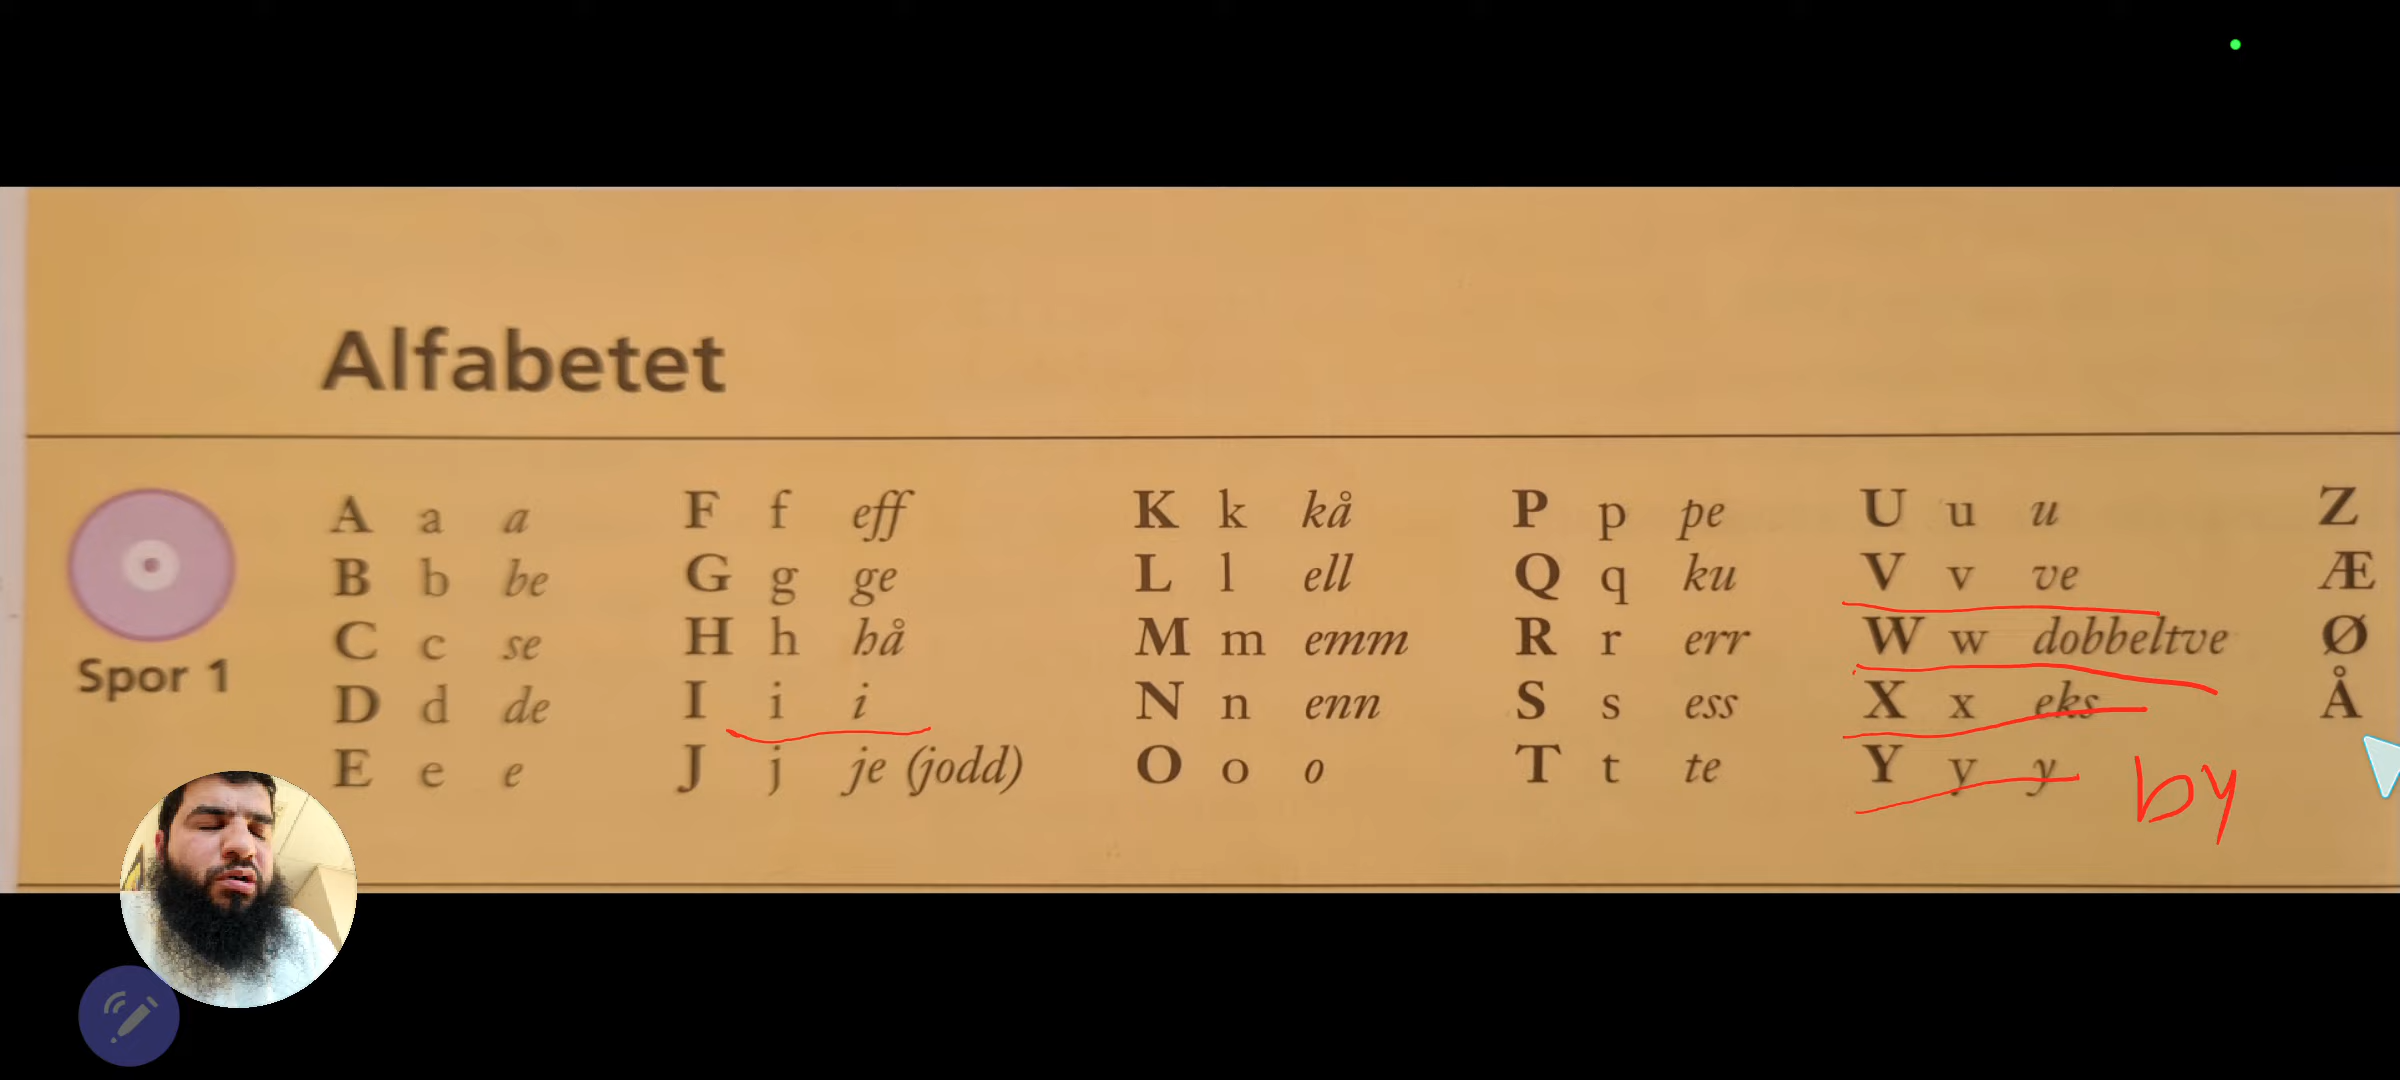 Alfabetet
Spor 1
A a a
B b be
C c se
D d de
E e e
F f eff
G g ge
H h hå
I i i
J j je (jodd)
K k kå
L l ell
M m emm
N n enn
O o o
P p pe
Q q ku
R r err
S s ess
T t te
U u u
V v ve
W w dobbeltve
X x eks
Y y y by
Z
Æ
Ø
Å